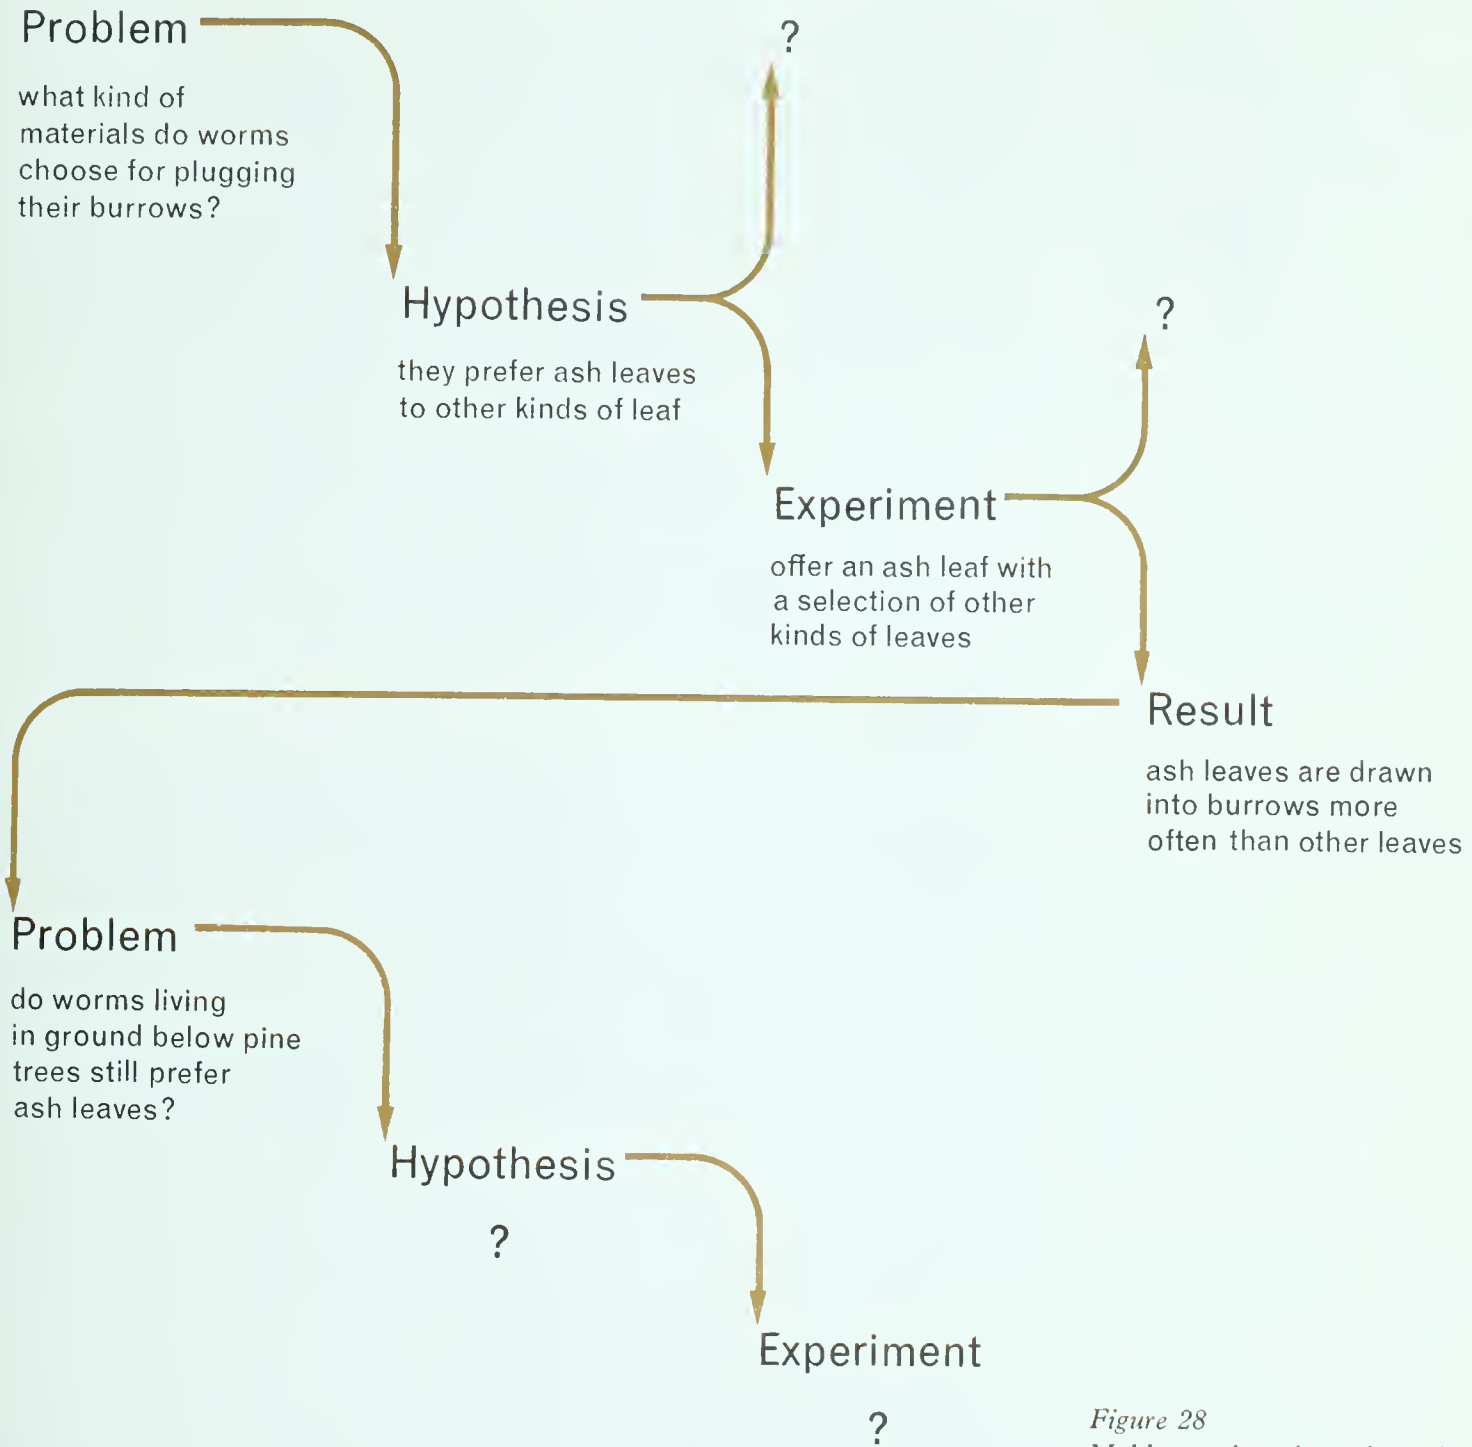 Problem
what kind of
materials do worms
choose for plugging
their burrows?
?
Hypothesis
they prefer ash leaves
to other kinds of leaf
?
Experiment
offer an ash leaf with
a selection of other
kinds of leaves
Result
ash leaves are drawn
into burrows more
often than other leaves
Problem
do worms living
in ground below pine
trees still prefer
ash leaves?
Hypothesis
?
Experiment
?
Figure 28